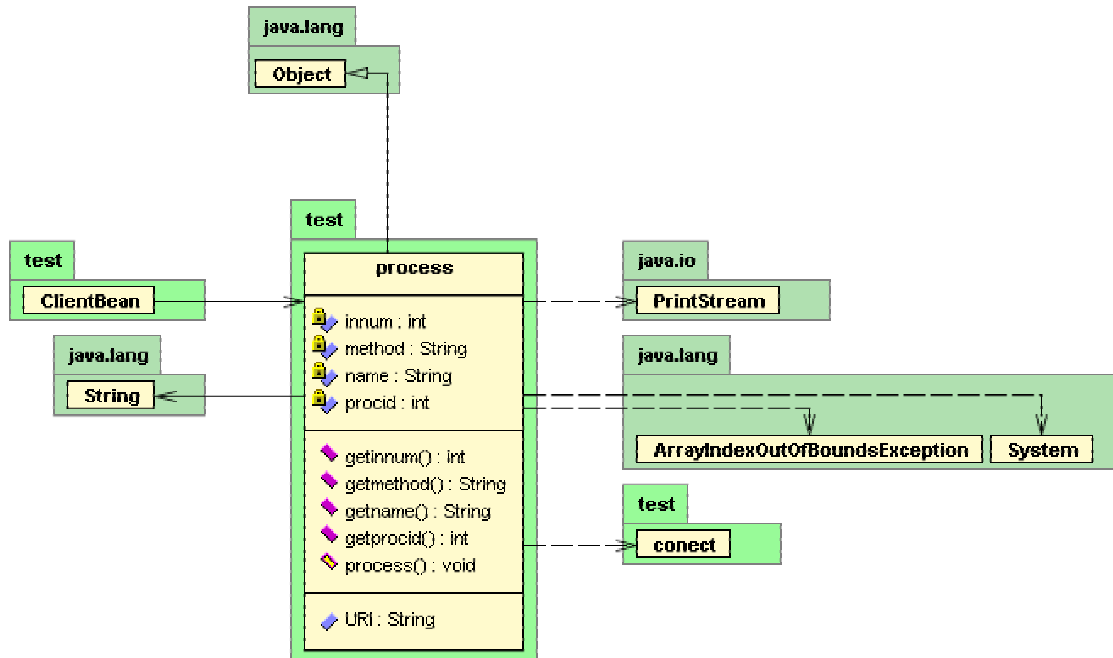 java.lang
Object
test
process
innum : int
method : String
name : String
procid : int
getinnum() : int
getmethod() : String
getname() : String
getprocid() : int
process() : void
URI : String
test
ClientBean
java.lang
String
java.io
PrintStream
java.lang
ArrayIndexOutOfBoundsException
System
test
conect